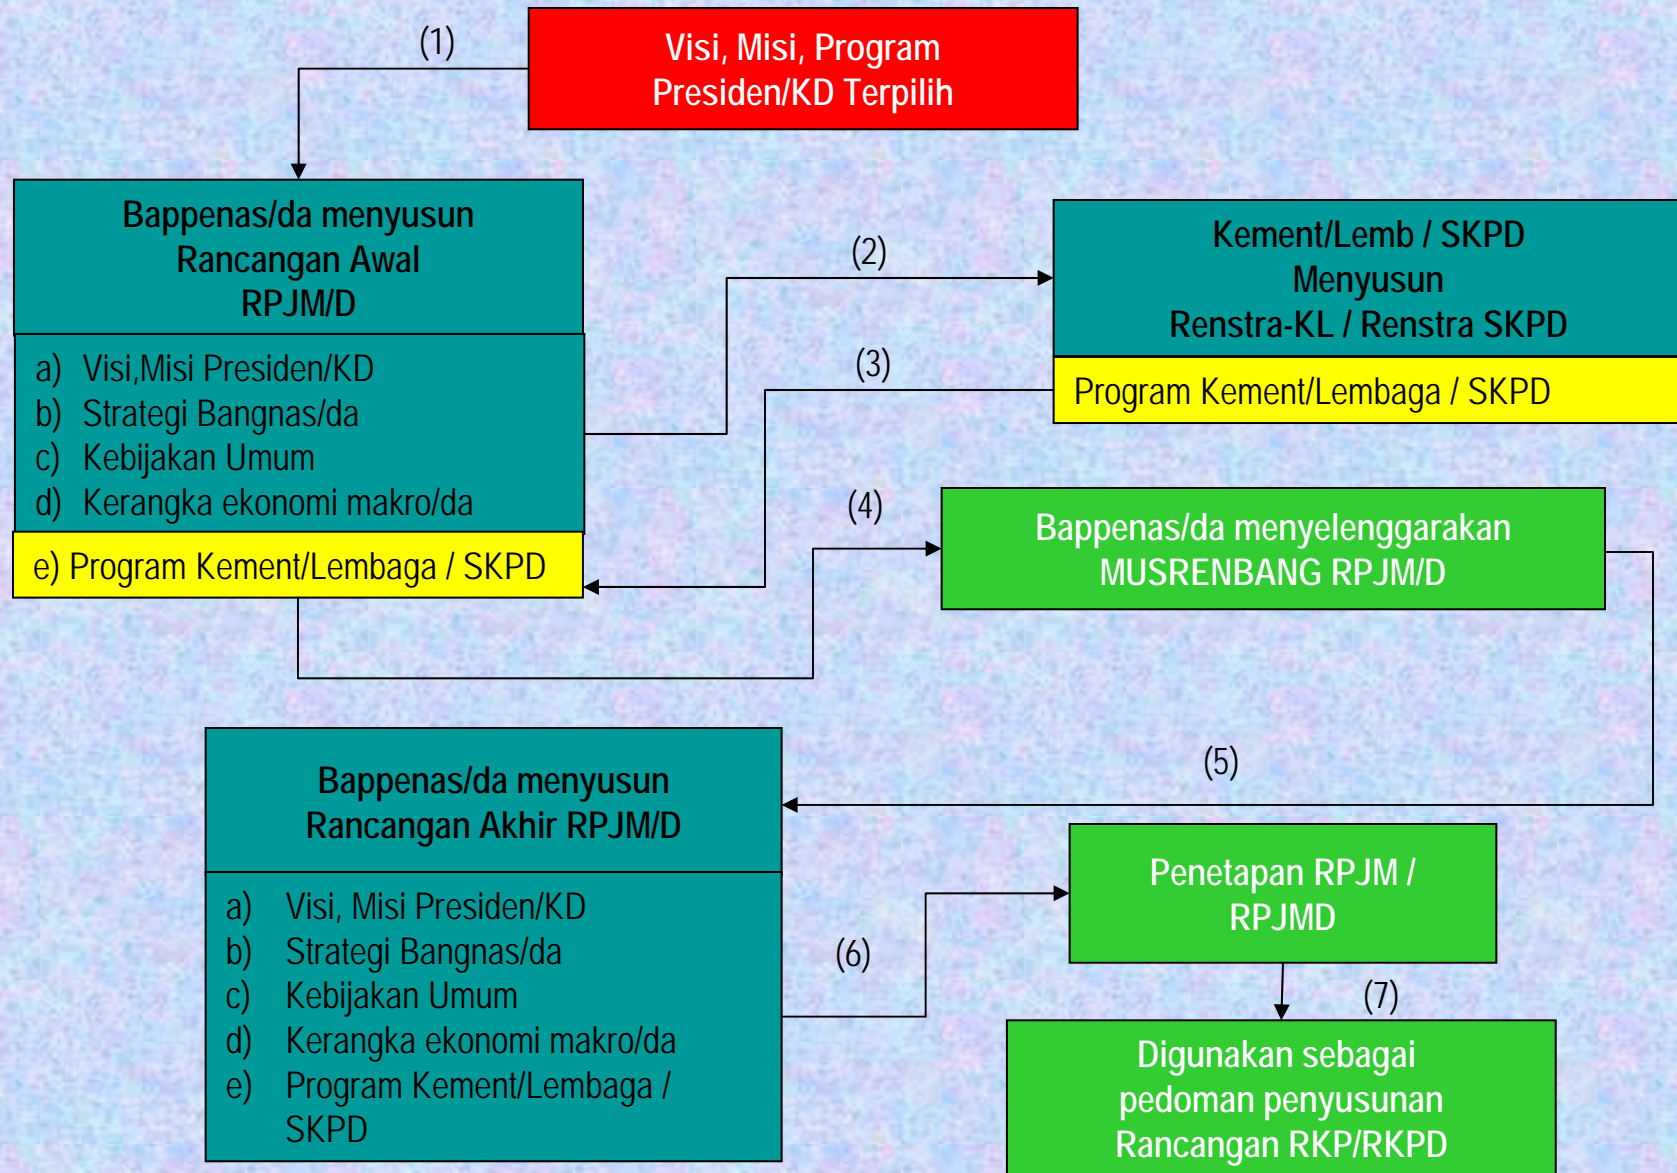 (1)
Visi, Misi, Program
Presiden/KD Terpilih
Bappenas/da menyusun
Rancangan Awal
RPJM/D
a) Visi,Misi Presiden/KD
b) Strategi Bangnas/da
c) Kebijakan Umum
d) Kerangka ekonomi makro/da
e) Program Kement/Lembaga / SKPD
(2)
Kement/Lemb / SKPD
Menyusun
Renstra-KL / Renstra SKPD
Program Kement/Lembaga / SKPD
(3)
(4)
Bappenas/da menyelenggarakan
MUSRENBANG RPJM/D
(5)
Bappenas/da menyusun
Rancangan Akhir RPJM/D
a) Visi, Misi Presiden/KD
b) Strategi Bangnas/da
c) Kebijakan Umum
d) Kerangka ekonomi makro/da
e) Program Kement/Lembaga /
SKPD
(6)
Penetapan RPJM /
RPJMD
(7)
Digunakan sebagai
pedoman penyusunan
Rancangan RKP/RKPD